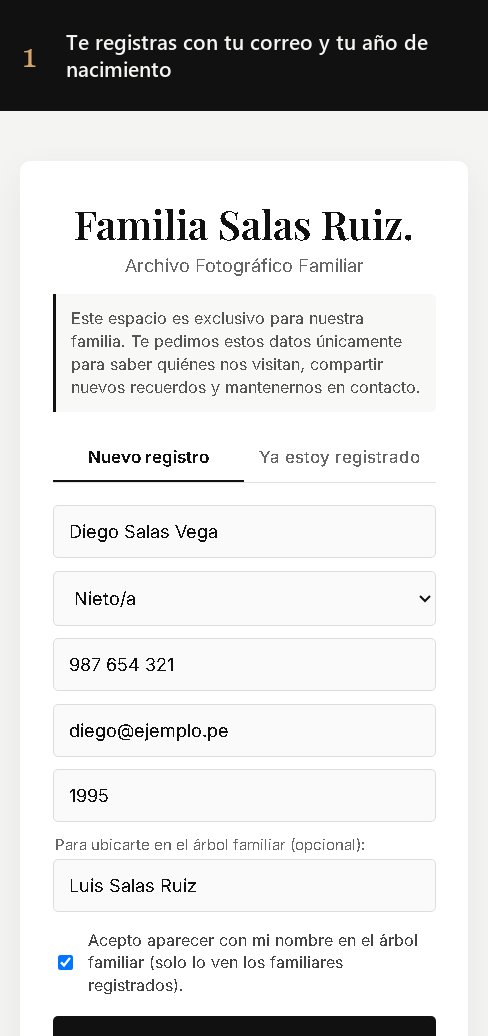 1
Te registras con tu correo y tu año de
nacimiento
Familia Salas Ruiz.
Archivo Fotográfico Familiar
Este espacio es exclusivo para nuestra
familia. Te pedimos estos datos únicamente
para saber quiénes nos visitan, compartir
nuevos recuerdos y mantenernos en contacto.
Nuevo registro
Ya estoy registrado
Diego Salas Vega
Nieto/a
987 654 321
diego@ejemplo.pe
1995
Para ubicarte en el árbol familiar (opcional):
Luis Salas Ruiz
Acepto aparecer con mi nombre en el árbol
familiar (solo lo ven los familiares
registrados).